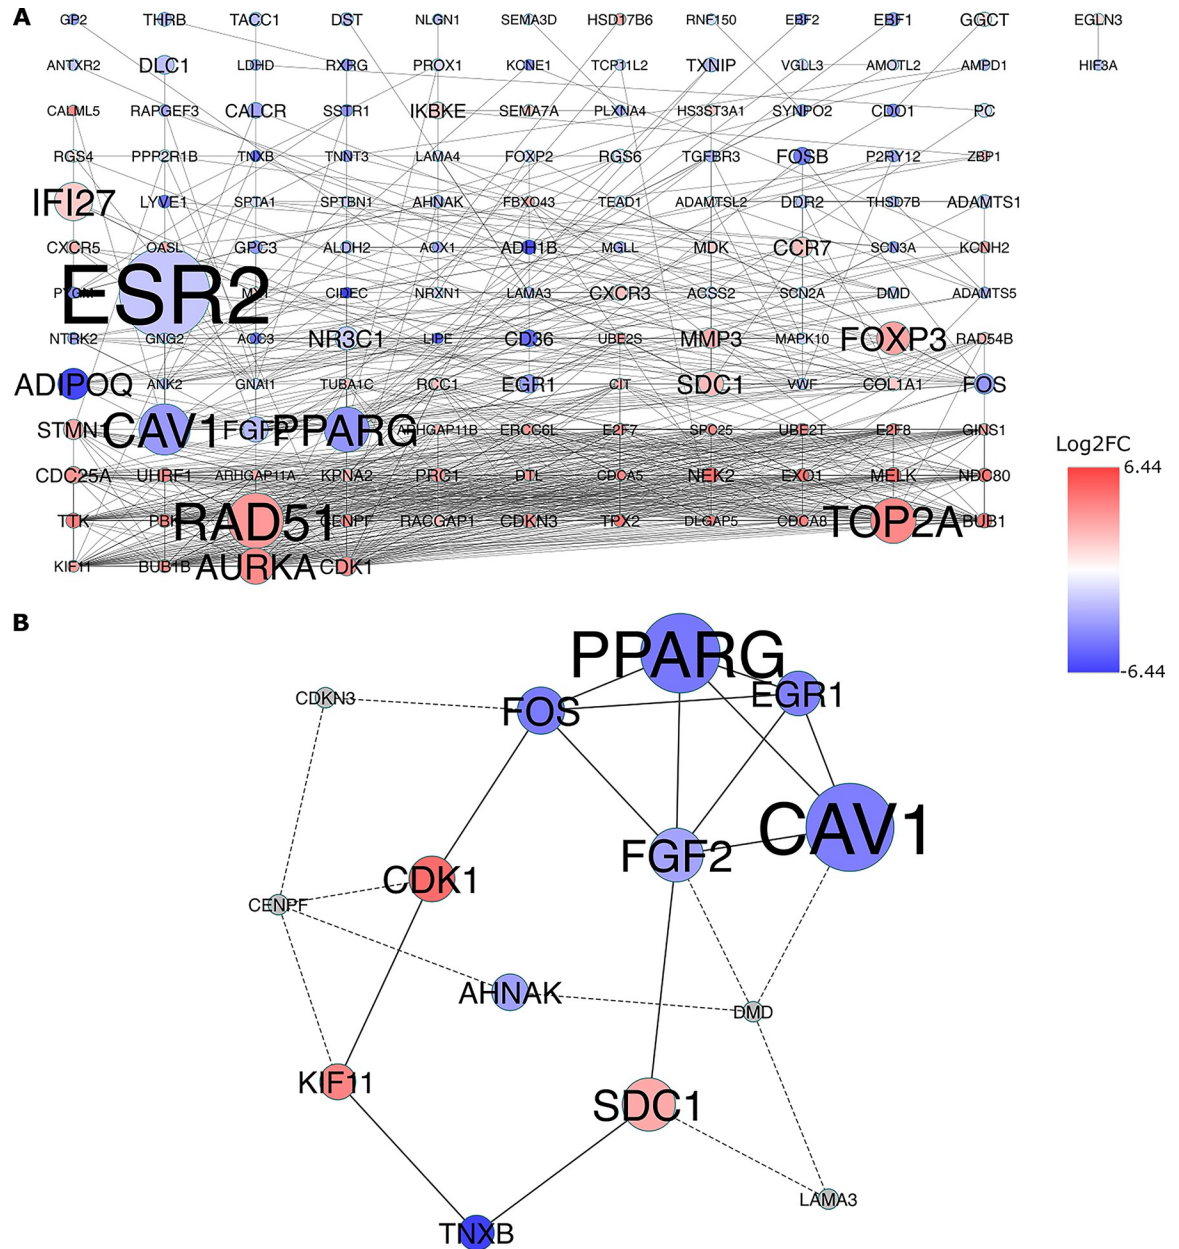 A
GP2 THRB TACC1 DST NLGN1 SEMA3D HSD17B6 RNF150 EBF2 EBF1 GGCT EGLN3
ANTXR2 DLC1 LDHD RXRG PROX1 KCNE1 TCP11L2 TXNIP VGLL3 AMOTL2 AMPD1 HIF3A
CALML5 RAPGEF3 CALCR SSTR1 IKBKE SEMA7A PLXNA4 HS3ST3A1 SYNPO2 CDO1 PC
RGS4 PPP2R1B TNXB TNNT3 LAMA4 FOXP2 RGS6 TGFBR3 FOSB P2RY12 ZBP1
IFI27 LYVE1 SPTA1 SPTBN1 AHNAK FBXO43 TEAD1 ADAMTSL2 DDR2 THSD7B ADAMTS1
CXCR5 OASL GPC3 ALDH2 AOX1 ADH1B MGLL MDK CCR7 SCN3A KCNH2
ESR2 CIDEC NRXN1 LAMA3 CXCR3 ACSS2 SCN2A DMD ADAMTS5
NTRK2 GNG2 AOC3 NR3C1 LIPE CD36 UBE2S MMP3 MAPK10 FOXP3 RAD54B
ADIPOQ ANK2 GNAI1 TUBA1C RCC1 EGR1 CIT SDC1 VWF COL1A1 FOS
STMN1 CAV1 FGF2 PPARG ARHGAP11B ERCC6L E2F7 SPC25 UBE2T E2F8 GINS1
CDC25A UHRF1 ARHGAP11A KPNA2 PRC1 DTL CDCA5 NEK2 EXO1 MELK NDC80
TTK PBK RAD51 CENPF RACGAP1 CDKN3 TPX2 DLGAP5 CDCA8 TOP2A BUB1
KIF11 BUB1B AURKA CDK1
Log2FC
6.44
-6.44
B
PPARG
EGR1
CDKN3
FOS
CAV1
FGF2
CDK1
CENPF
AHNAK
DMD
KIF11
SDC1
LAMA3
TNXB